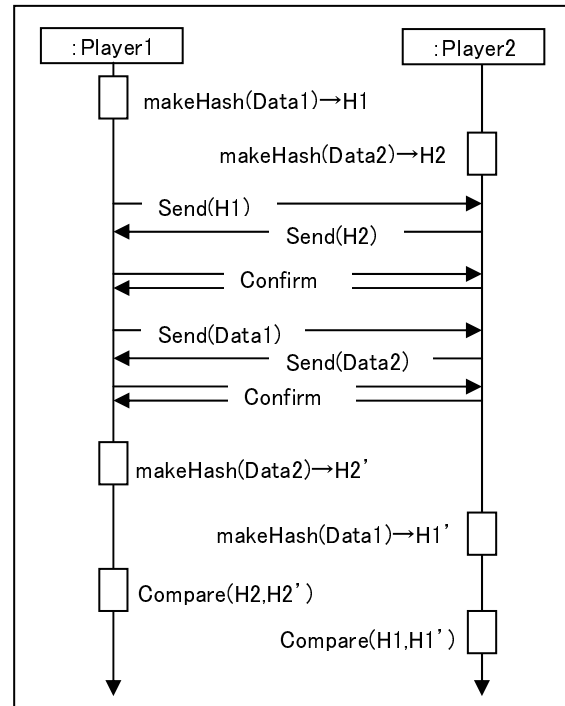 :Player1
:Player2
makeHash(Data1)→H1
makeHash(Data2)→H2
Send(H1)
Send(H2)
Confirm
Send(Data1)
Send(Data2)
Confirm
makeHash(Data2)→H2’
makeHash(Data1)→H1’
Compare(H2,H2’)
Compare(H1,H1’)